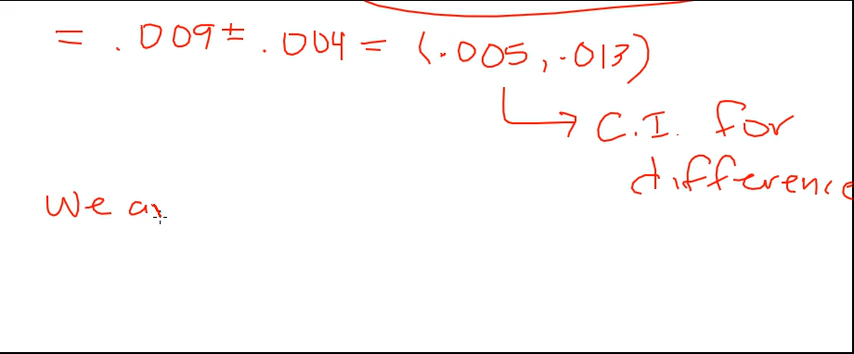 = .009 ± .004 = (.005, .013)
C.I. for
difference
We a